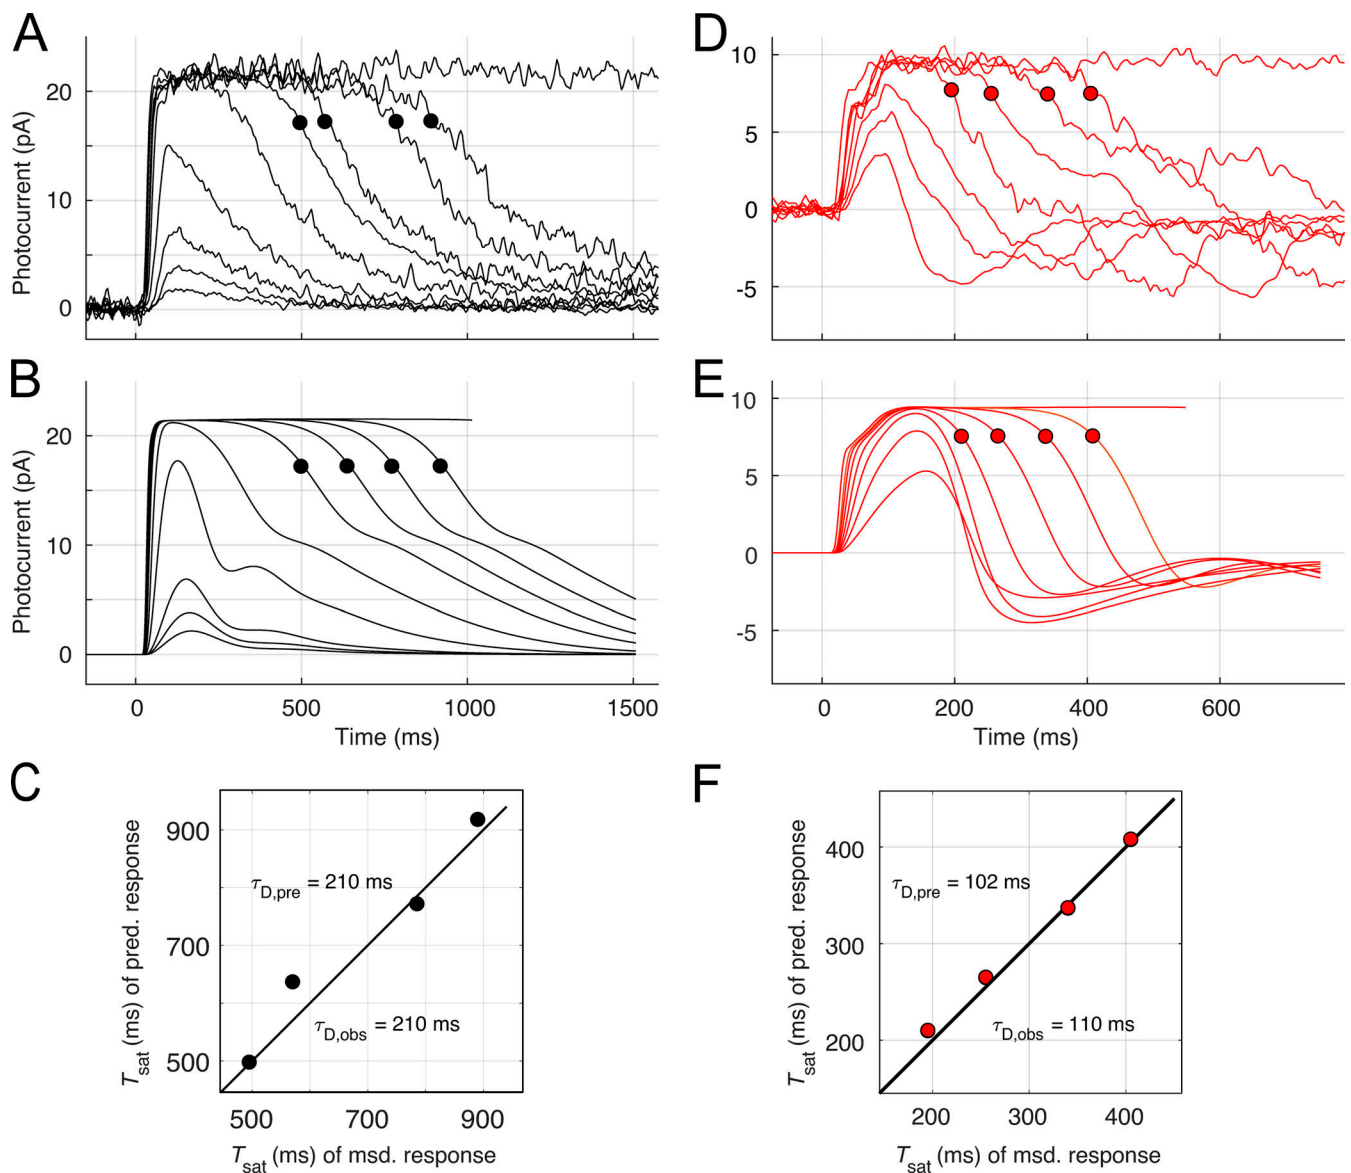 A
Photocurrent (pA)
20
10
0
B
Photocurrent (pA)
20
10
0
0 500 1000 1500
Time (ms)
C
T_sat (ms) of pred. response
900
700
500
τ_D,pre = 210 ms
τ_D,obs = 210 ms
500 700 900
T_sat (ms) of msd. response
D
10
5
0
-5
E
10
5
0
-5
0 200 400 600
Time (ms)
F
T_sat (ms) of pred. response
400
300
200
τ_D,pre = 102 ms
τ_D,obs = 110 ms
200 300 400
T_sat (ms) of msd. response